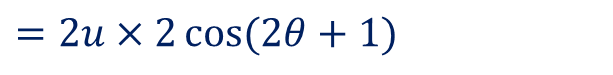 = 2𝑢 × 2 cos(2𝜃 + 1)